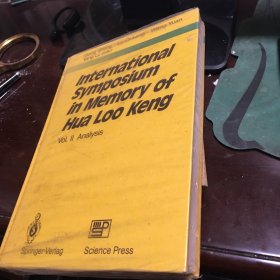 International
Symposium
in Memory of
Hua Loo Keng
Vol. II Analysis
Springer-Verlag
Science Press